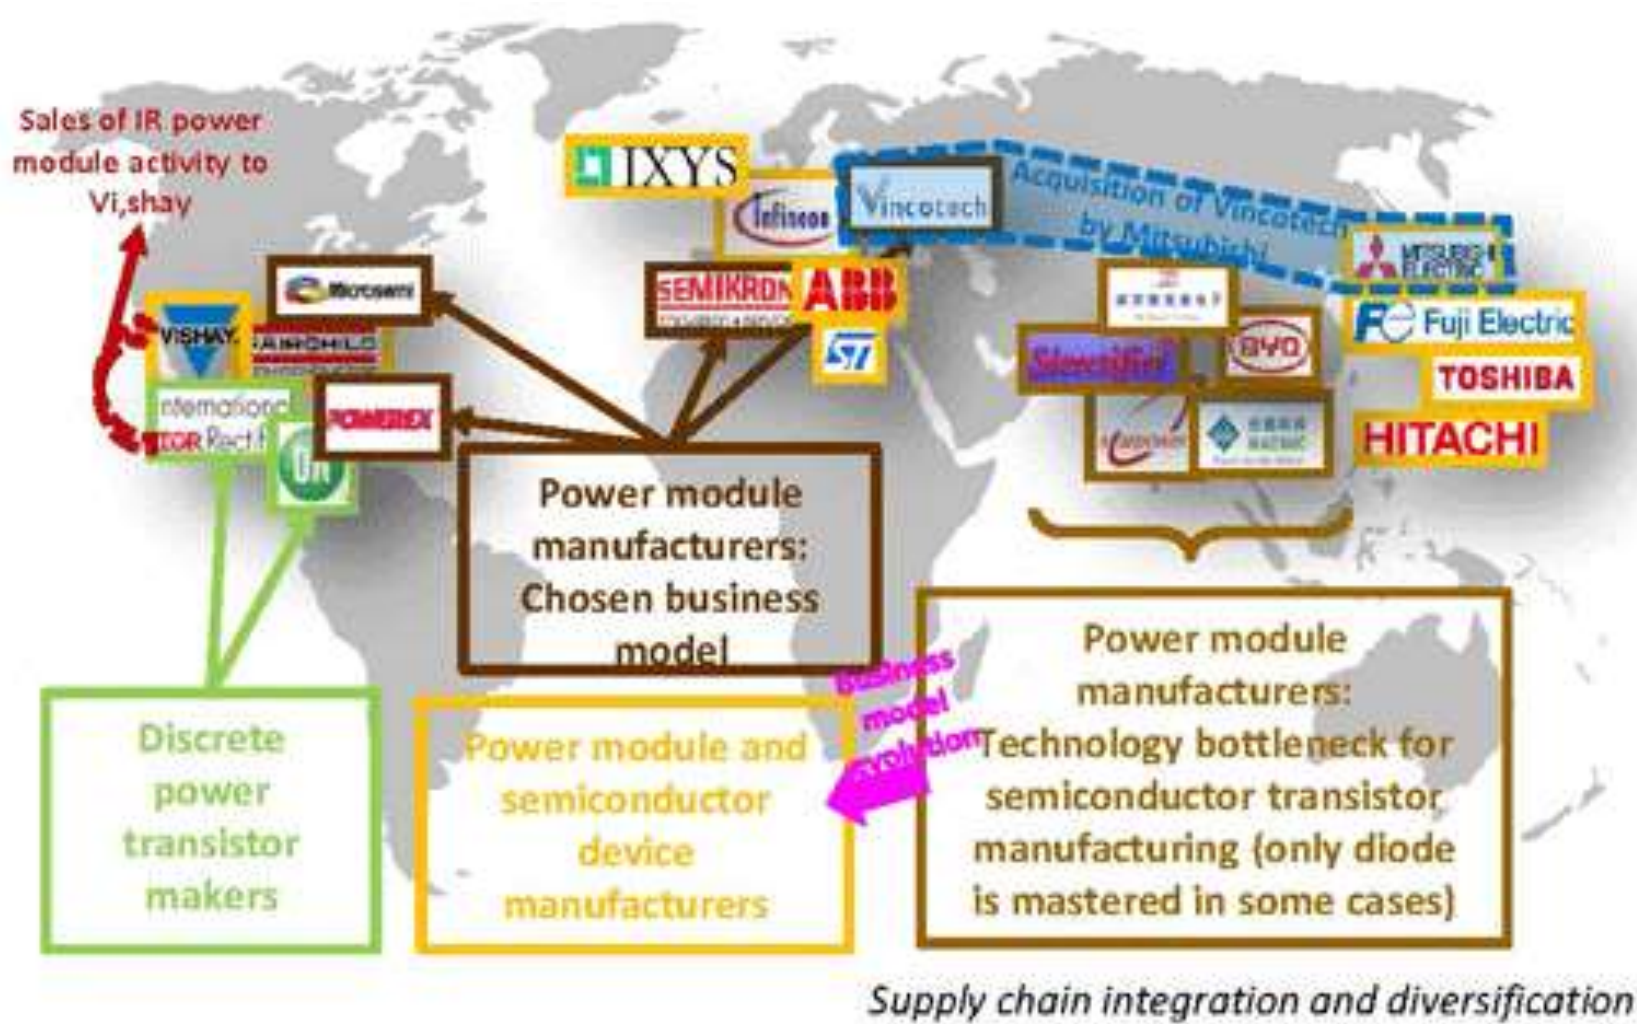 Sales of IR power
module activity to
Vi,shay
IXYS
Infineon
Vincotech
Acquisition of Vincotech
by Mitsubishi
MITSUBISHI
ELECTRIC
Microsemi
SEMIKRON
ABB
ST
BYD
Fuji Electric
VISHAY.
FAIRCHILD
TOSHIBA
International
IOR Rectifi
POWEREX
ON
HITACHI
Power module
manufacturers:
Chosen business
model
Business
model
evolution
Power module
manufacturers:
Technology bottleneck for
semiconductor transistor
manufacturing (only diode
is mastered in some cases)
Discrete
power
transistor
makers
Power module and
semiconductor
device
manufacturers
Supply chain integration and diversification